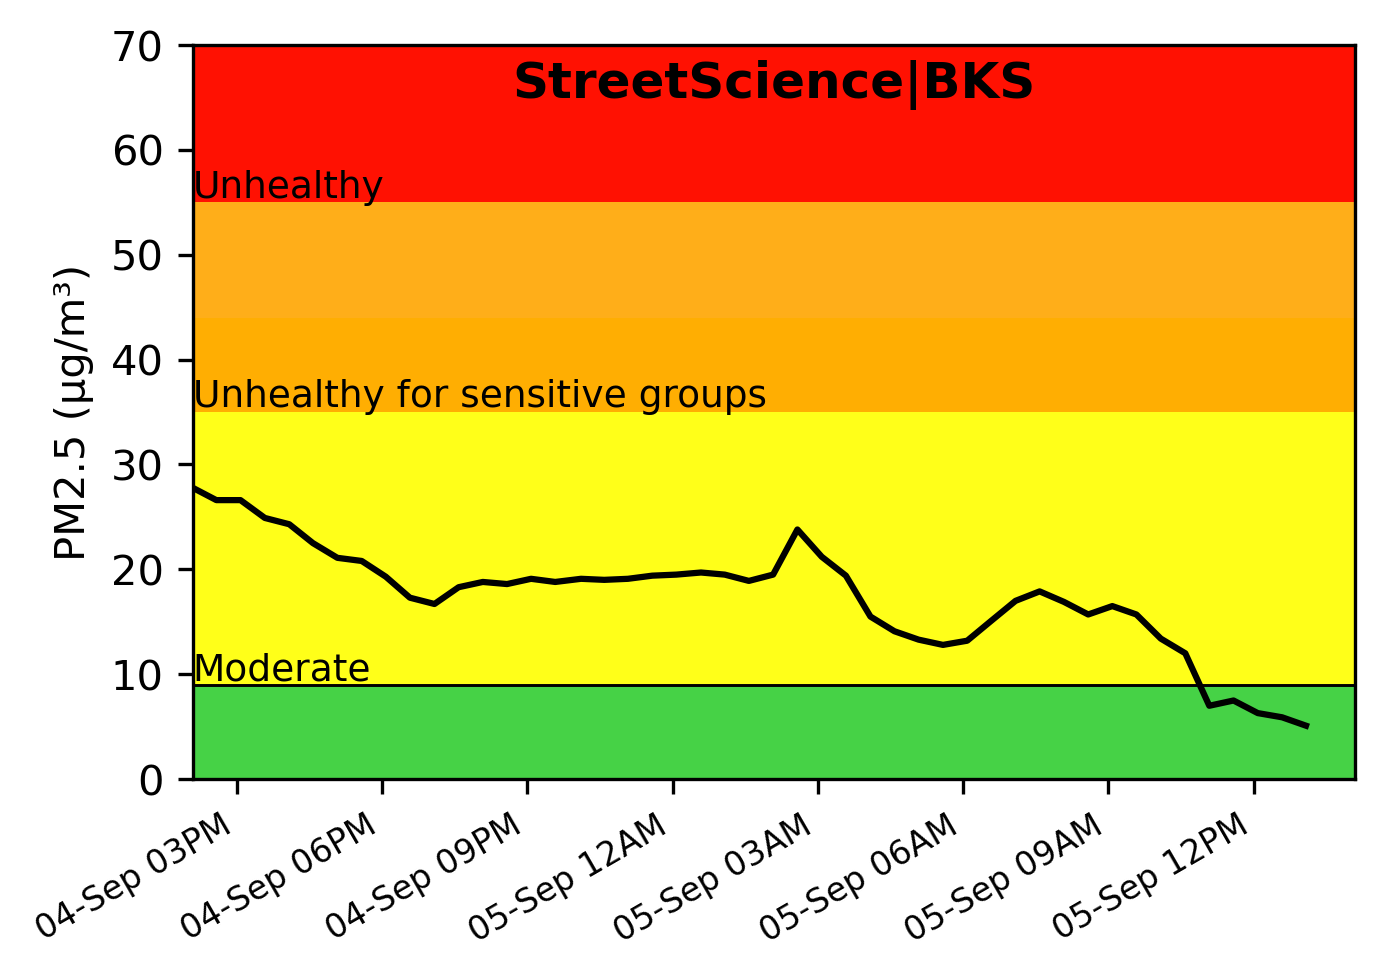 StreetScience|BKS
PM2.5 (µg/m³)
70
60
50
40
30
20
10
0
Unhealthy
Unhealthy for sensitive groups
Moderate
04-Sep 03PM
04-Sep 06PM
04-Sep 09PM
05-Sep 12AM
05-Sep 03AM
05-Sep 06AM
05-Sep 09AM
05-Sep 12PM